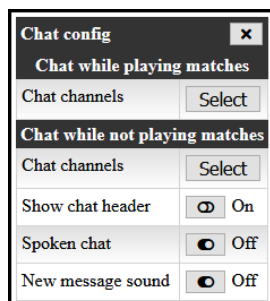 Chat config
Chat while playing matches
Chat channels Select
Chat while not playing matches
Chat channels Select
Show chat header On
Spoken chat Off
New message sound Off